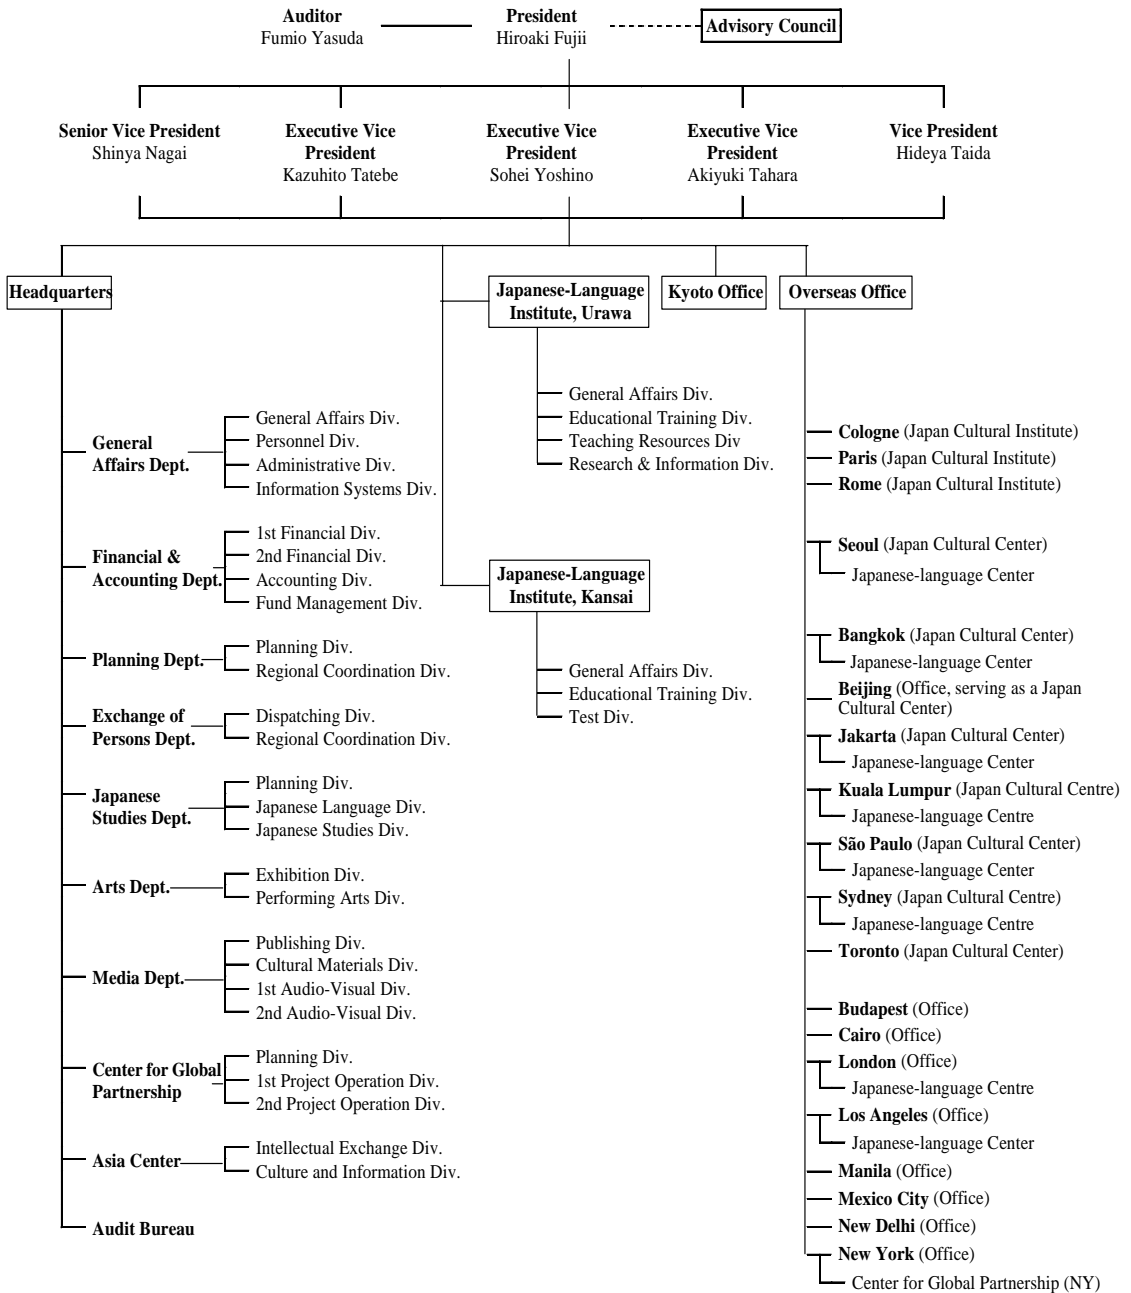 Auditor
Fumio Yasuda
President
Hiroaki Fujii
Advisory Council
Senior Vice President
Shinya Nagai
Executive Vice
President
Kazuhito Tatebe
Executive Vice
President
Sohei Yoshino
Executive Vice
President
Akiyuki Tahara
Vice President
Hideya Taida
Headquarters
General
Affairs Dept.
General Affairs Div.
Personnel Div.
Administrative Div.
Information Systems Div.
Financial &
Accounting Dept.
1st Financial Div.
2nd Financial Div.
Accounting Div.
Fund Management Div.
Planning Dept.
Planning Div.
Regional Coordination Div.
Exchange of
Persons Dept.
Dispatching Div.
Regional Coordination Div.
Japanese
Studies Dept.
Planning Div.
Japanese Language Div.
Japanese Studies Div.
Arts Dept.
Exhibition Div.
Performing Arts Div.
Media Dept.
Publishing Div.
Cultural Materials Div.
1st Audio-Visual Div.
2nd Audio-Visual Div.
Center for Global
Partnership
Planning Div.
1st Project Operation Div.
2nd Project Operation Div.
Asia Center
Intellectual Exchange Div.
Culture and Information Div.
Audit Bureau
Japanese-Language
Institute, Urawa
General Affairs Div.
Educational Training Div.
Teaching Resources Div
Research & Information Div.
Japanese-Language
Institute, Kansai
General Affairs Div.
Educational Training Div.
Test Div.
Kyoto Office
Overseas Office
Cologne (Japan Cultural Institute)
Paris (Japan Cultural Institute)
Rome (Japan Cultural Institute)
Seoul (Japan Cultural Center)
Japanese-language Center
Bangkok (Japan Cultural Center)
Japanese-language Center
Beijing (Office, serving as a Japan
Cultural Center)
Jakarta (Japan Cultural Center)
Japanese-language Center
Kuala Lumpur (Japan Cultural Centre)
Japanese-language Centre
São Paulo (Japan Cultural Center)
Japanese-language Center
Sydney (Japan Cultural Centre)
Japanese-language Centre
Toronto (Japan Cultural Center)
Budapest (Office)
Cairo (Office)
London (Office)
Japanese-language Centre
Los Angeles (Office)
Japanese-language Center
Manila (Office)
Mexico City (Office)
New Delhi (Office)
New York (Office)
Center for Global Partnership (NY)